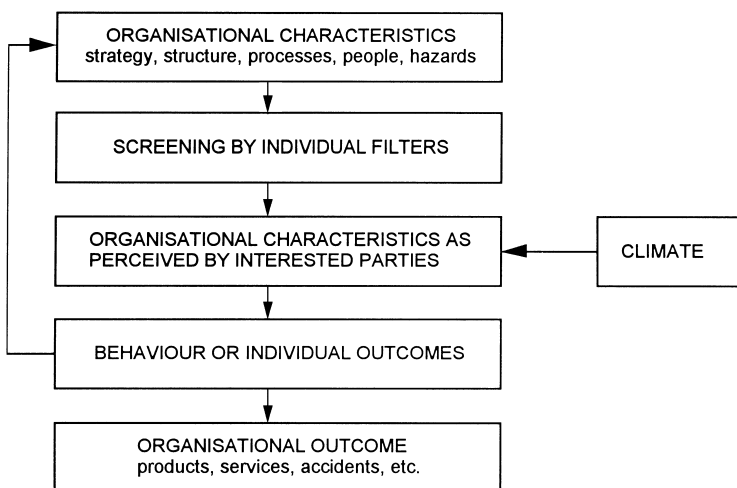 ORGANISATIONAL CHARACTERISTICS
strategy, structure, processes, people, hazards
SCREENING BY INDIVIDUAL FILTERS
ORGANISATIONAL CHARACTERISTICS AS
PERCEIVED BY INTERESTED PARTIES
CLIMATE
BEHAVIOUR OR INDIVIDUAL OUTCOMES
ORGANISATIONAL OUTCOME
products, services, accidents, etc.